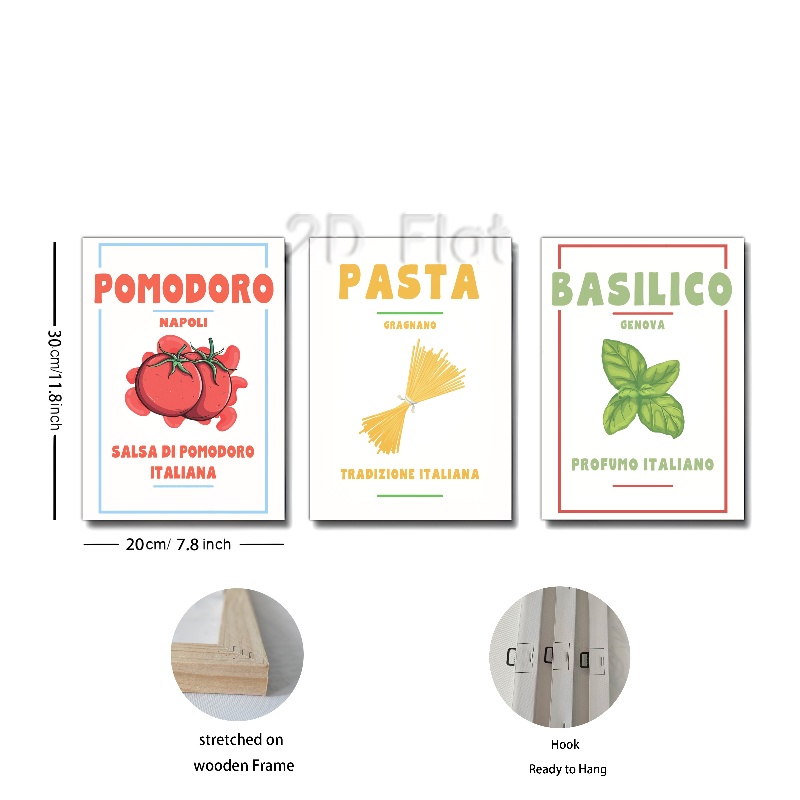 2D Flat
POMODORO
NAPOLI
SALSA DI POMODORO
ITALIANA
PASTA
GRAGNANO
TRADIZIONE ITALIANA
BASILICO
GENOVA
PROFUMO ITALIANO
30cm/11.8inch
20cm/ 7.8 inch
stretched on
wooden Frame
Hook
Ready to Hang